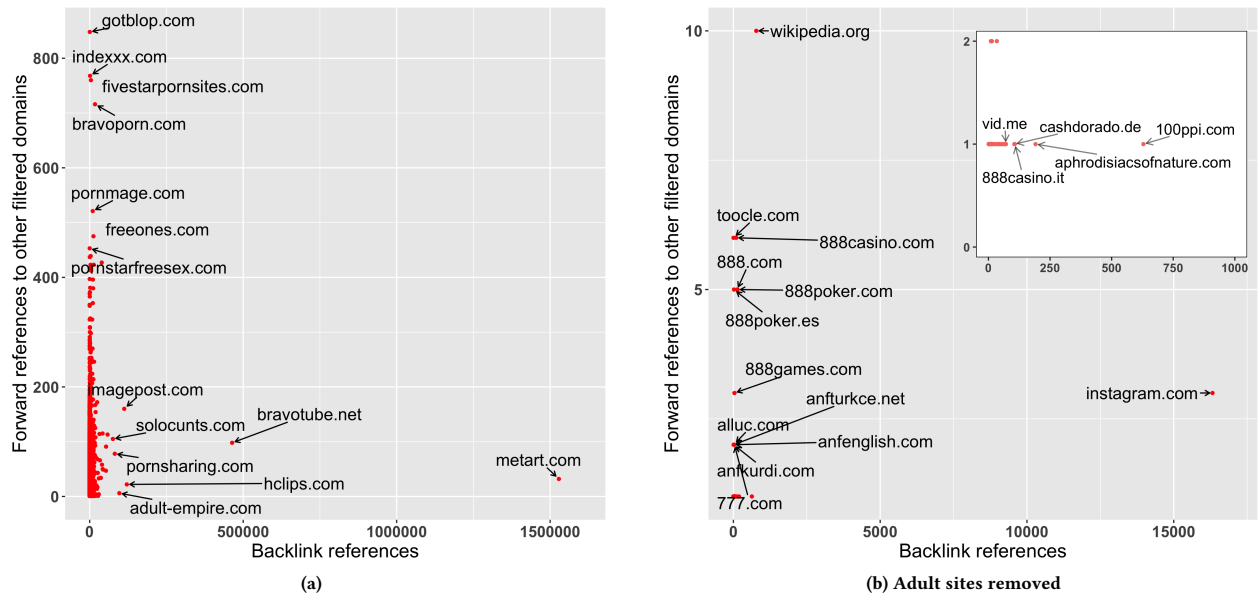 gotblop.com
indexxx.com
fivestarpornsites.com
bravoporn.com
pornmage.com
freeones.com
pornstarfreesex.com
imagepost.com
solocunts.com
bravotube.net
pornsharing.com
metart.com
hclips.com
adult-empire.com
800
600
400
200
0
Forward references to other filtered domains
0
500000
1000000
1500000
Backlink references
(a)
wikipedia.org
toocle.com
888casino.com
888.com
888poker.com
888poker.es
888games.com
instagram.com
anfturkce.net
alluc.com
anfenglish.com
anfkurdi.com
777.com
10
5
Forward references to other filtered domains
0
5000
10000
15000
Backlink references
2
1
0
vid.me
cashdorado.de
100ppi.com
aphrodisiacsofnature.com
888casino.it
0
250
500
750
1000
(b) Adult sites removed